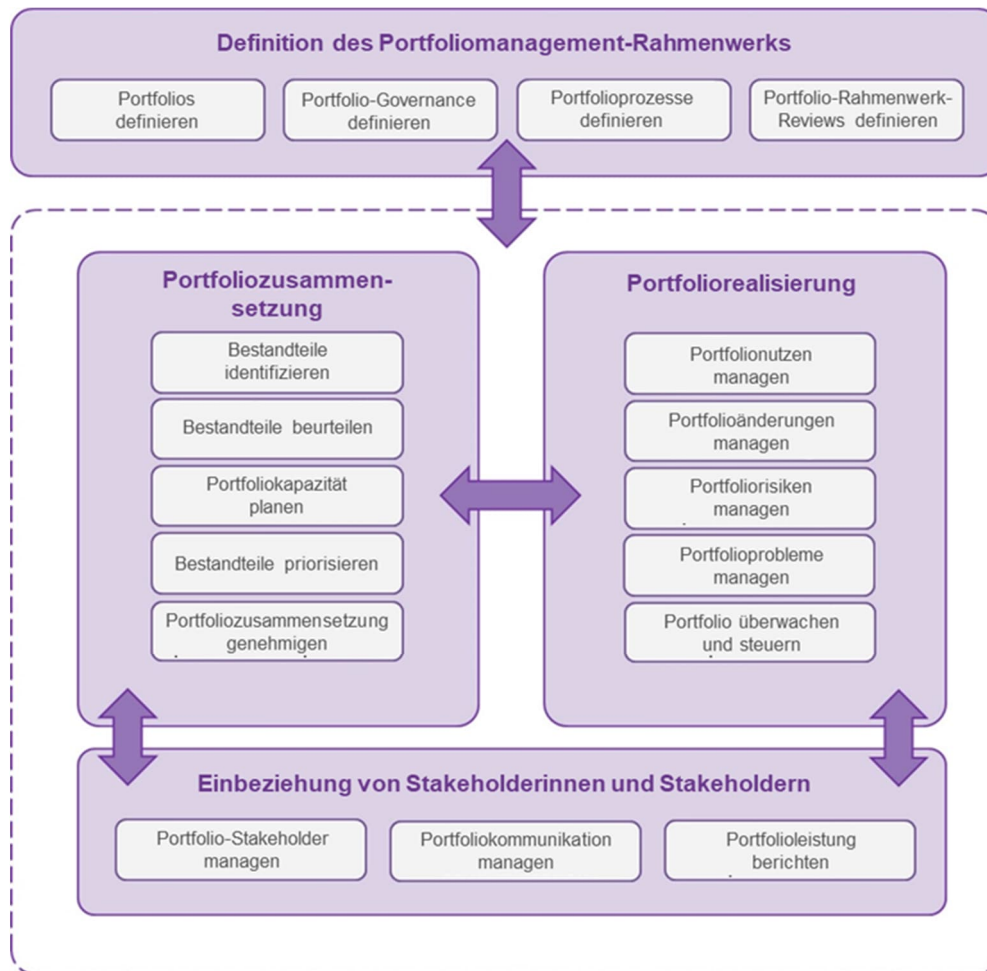 Definition des Portfoliomanagement-Rahmenwerks
Portfolios
definieren
Portfolio-Governance
definieren
Portfolioprozesse
definieren
Portfolio-Rahmenwerk-
Reviews definieren
Portfoliozusammen-
setzung
Bestandteile
identifizieren
Bestandteile beurteilen
Portfoliokapazität
planen
Bestandteile priorisieren
Portfoliozusammensetzung
genehmigen
Portfoliorealisierung
Portfolionutzen
managen
Portfolioänderungen
managen
Portfoliorisiken
managen
Portfolioprobleme
managen
Portfolio überwachen
und steuern
Einbeziehung von Stakeholderinnen und Stakeholdern
Portfolio-Stakeholder
managen
Portfoliokommunikation
managen
Portfolioleistung
berichten